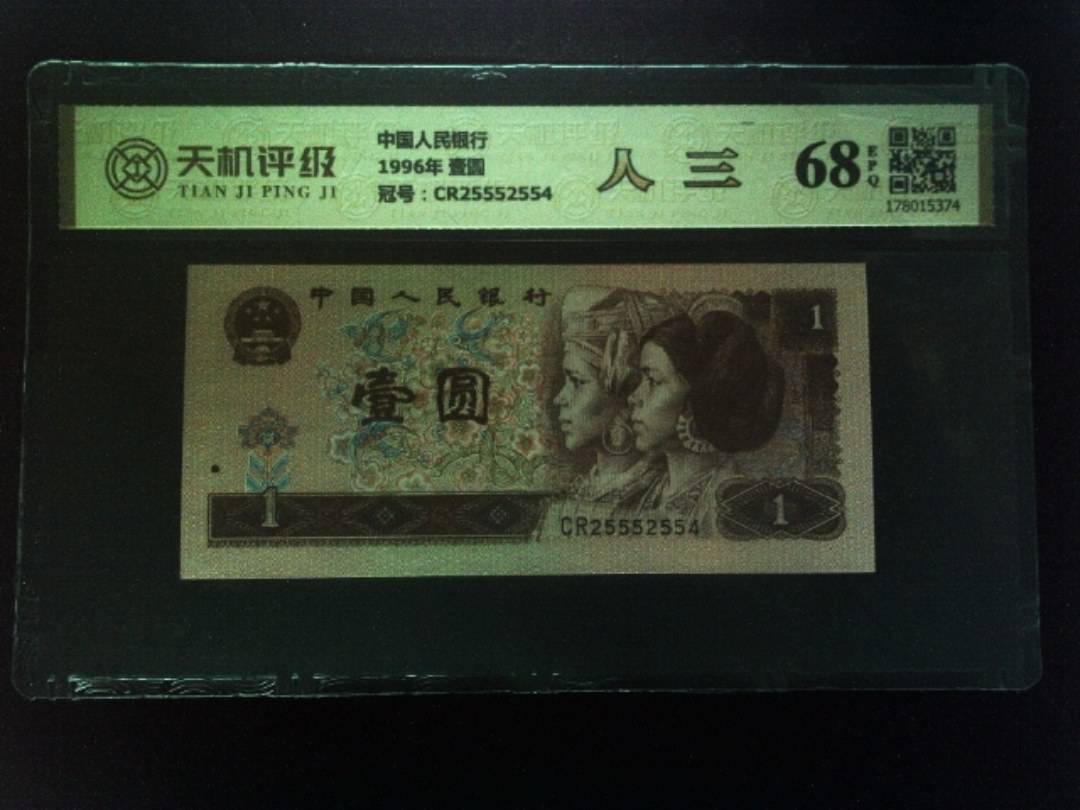 天机评级
TIAN JI PING JI
中国人民银行
1996年 壹圆
冠号：CR25552554
人三
68
EPQ
178015374
中国人民銀行
1
壹圆
1
CR25552554
1